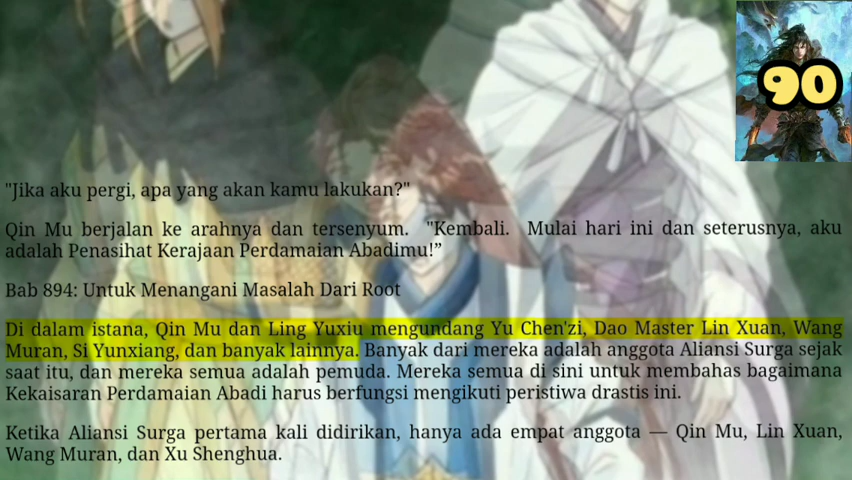 90
"Jika aku pergi, apa yang akan kamu lakukan?"
Qin Mu berjalan ke arahnya dan tersenyum. "Kembali. Mulai hari ini dan seterusnya, aku
adalah Penasihat Kerajaan Perdamaian Abadimu!”
Bab 894: Untuk Menangani Masalah Dari Root
Di dalam istana, Qin Mu dan Ling Yuxiu mengundang Yu Chen'zi, Dao Master Lin Xuan, Wang
Muran, Si Yunxiang, dan banyak lainnya. Banyak dari mereka adalah anggota Aliansi Surga sejak
saat itu, dan mereka semua adalah pemuda. Mereka semua di sini untuk membahas bagaimana
Kekaisaran Perdamaian Abadi harus berfungsi mengikuti peristiwa drastis ini.
Ketika Aliansi Surga pertama kali didirikan, hanya ada empat anggota — Qin Mu, Lin Xuan,
Wang Muran, dan Xu Shenghua.